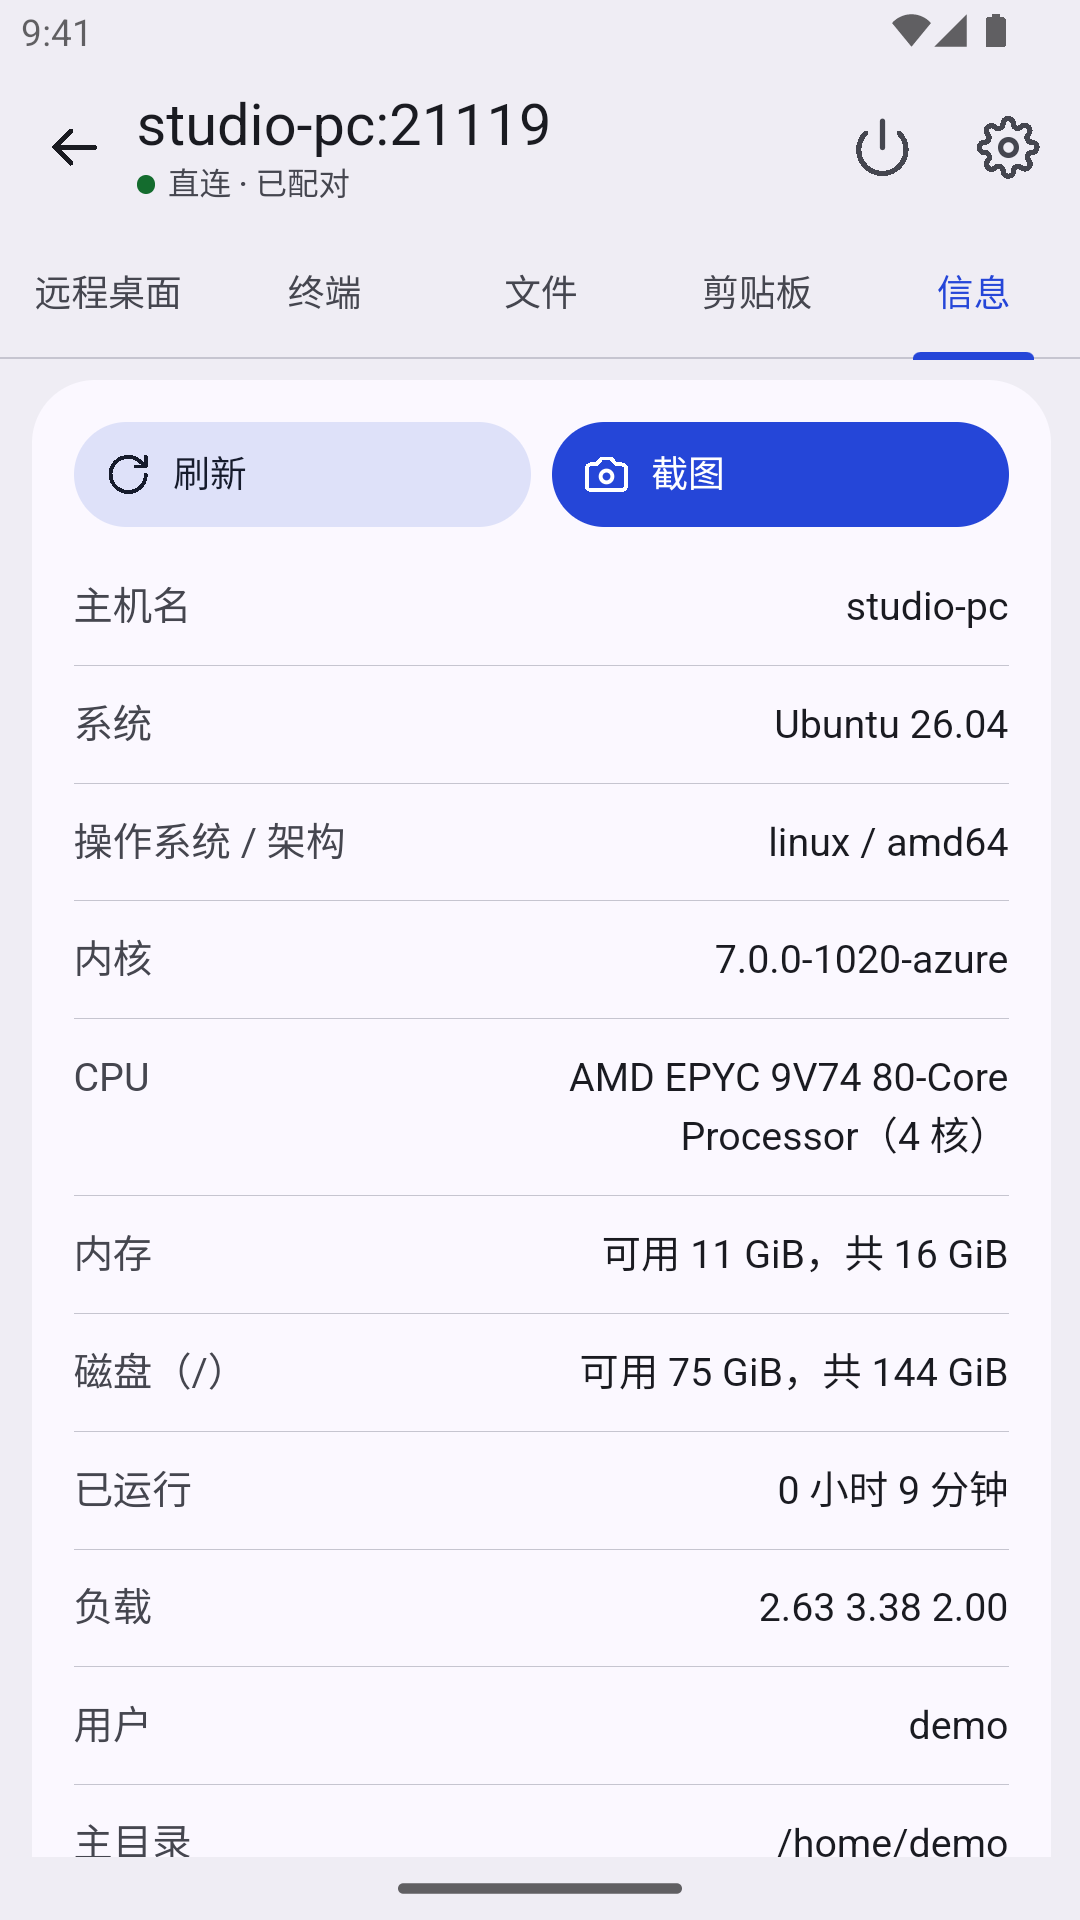 9:41
studio-pc:21119
直连 · 已配对
远程桌面 终端 文件 剪贴板 信息
刷新 截图
主机名 studio-pc
系统 Ubuntu 26.04
操作系统 / 架构 linux / amd64
内核 7.0.0-1020-azure
CPU AMD EPYC 9V74 80-Core
Processor（4 核）
内存 可用 11 GiB，共 16 GiB
磁盘（/） 可用 75 GiB，共 144 GiB
已运行 0 小时 9 分钟
负载 2.63 3.38 2.00
用户 demo
主目录 /home/demo